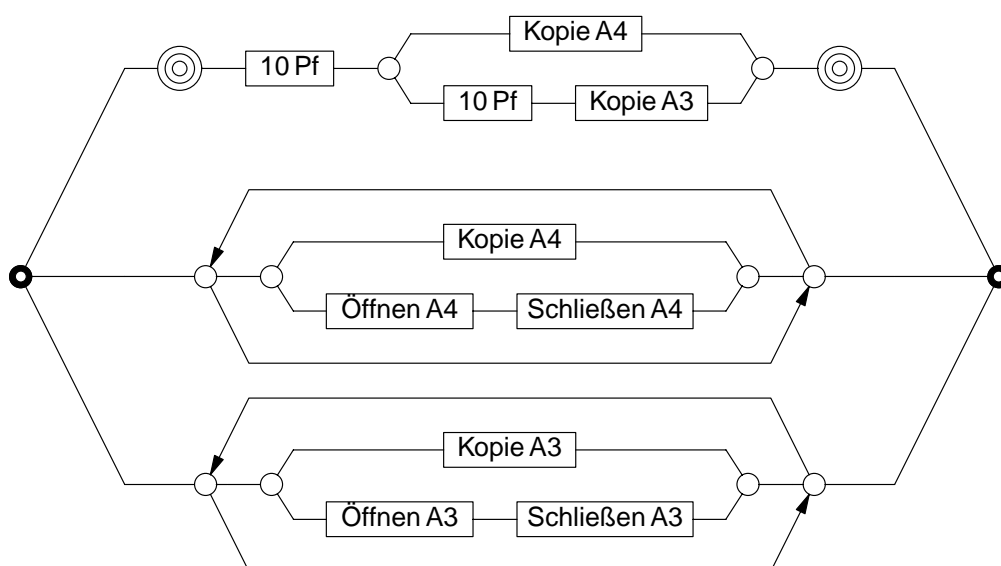 Kopie A4
10 Pf
10 Pf Kopie A3
Kopie A4
Öffnen A4 Schließen A4
Kopie A3
Öffnen A3 Schließen A3